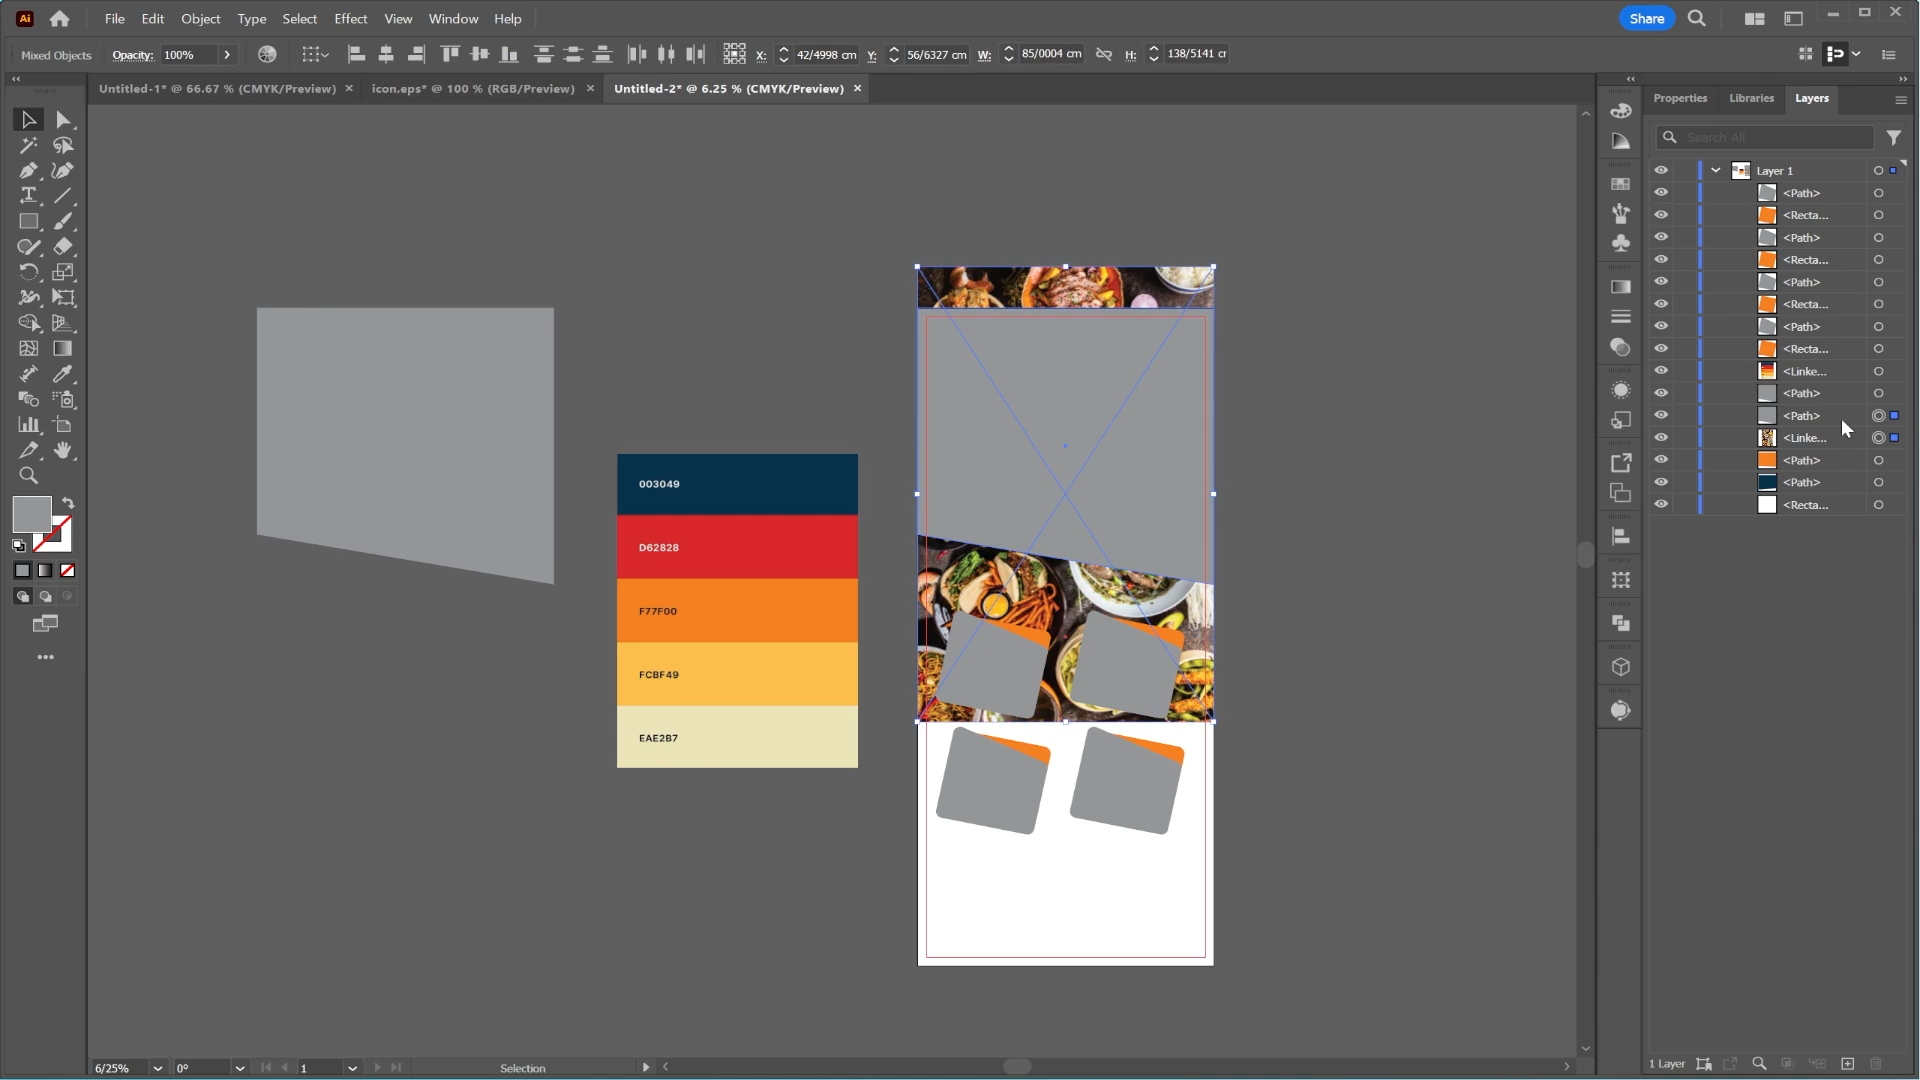 Ai File Edit Object Type Select Effect View Window Help Share
Mixed Objects Opacity: 100% X: 42/4998 cm Y: 56/6327 cm W: 85/0004 cm H: 138/5141 cr
Untitled-1* @ 66.67 % (CMYK/Preview) icon.eps* @ 100 % (RGB/Preview) Untitled-2* @ 6.25 % (CMYK/Preview)
Properties Libraries Layers
Search All
Layer 1
<Path>
<Recta...
<Path>
<Recta...
<Path>
<Recta...
<Path>
<Recta...
<Linke...
<Path>
<Path>
<Linke...
<Path>
<Path>
<Recta...
003049
D62828
F77F00
FCBF49
EAE2B7
6/25% 0° 1 Selection
1 Layer